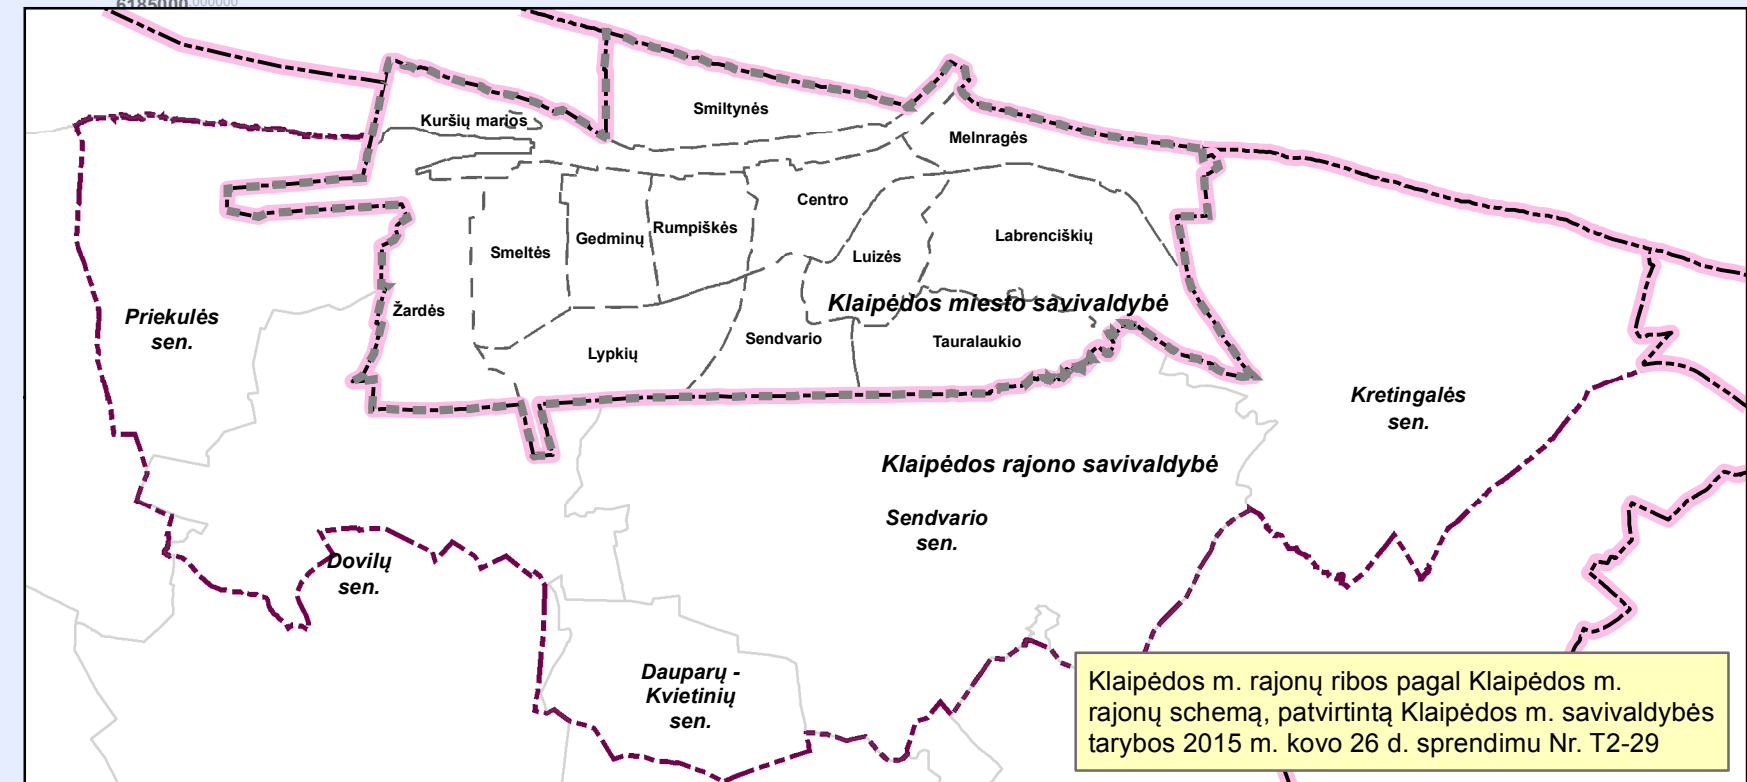 6185000.000000
Smiltynės
Kuršių marios
Melnragės
Centro
Rumpiškės
Gedminų
Labrenciškių
Smeltės
Luizės
Klaipėdos miesto savivaldybė
Žardės
Priekulės
sen.
Sendvario
Tauralaukio
Lypkių
Kretingalės
sen.
Klaipėdos rajono savivaldybė
Sendvario
sen.
Dovilų
sen.
Dauparų -
Kvietinių
sen.
Klaipėdos m. rajonų ribos pagal Klaipėdos m.
rajonų schemą, patvirtintą Klaipėdos m. savivaldybės
tarybos 2015 m. kovo 26 d. sprendimu Nr. T2-29